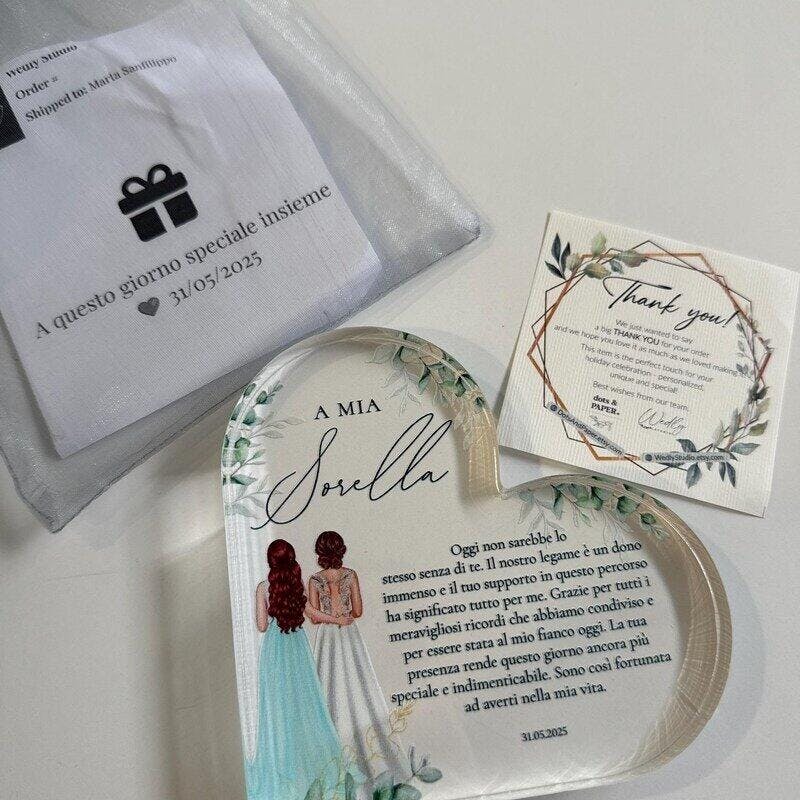 Wedly Studio
Order #
Shipped to: Marta Sanfilippo
A questo giorno speciale insieme
31/05/2025
Thank you!
We just wanted to say
a big THANK YOU for your order
and we hope you love it as much as we loved making it.
This item is the perfect touch for your
holiday celebration - personalized,
unique and special!
Best wishes from our team,
dots &
PAPER.
Wedly
DotsAndPaper.etsy.com
WedlyStudio.etsy.com
A MIA
Sorella
Oggi non sarebbe lo
stesso senza di te. Il nostro legame è un dono
immenso e il tuo supporto in questo percorso
ha significato tutto per me. Grazie per tutti i
meravigliosi ricordi che abbiamo condiviso e
per essere stata al mio fianco oggi. La tua
presenza rende questo giorno ancora più
speciale e indimenticabile. Sono così fortunata
ad averti nella mia vita.
31.05.2025